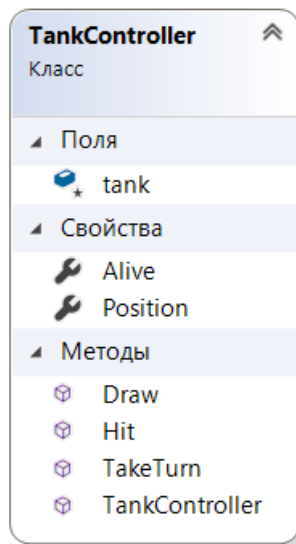 TankController
Класс
Поля
tank
Свойства
Alive
Position
Методы
Draw
Hit
TakeTurn
TankController